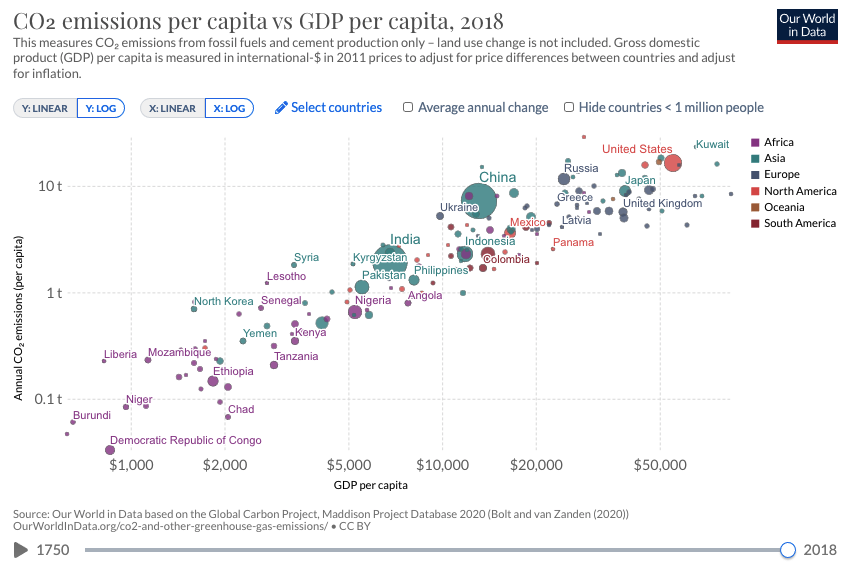 CO₂ emissions per capita vs GDP per capita, 2018
Our World
in Data
This measures CO₂ emissions from fossil fuels and cement production only – land use change is not included. Gross domestic
product (GDP) per capita is measured in international-$ in 2011 prices to adjust for price differences between countries and adjust
for inflation.
Y: LINEAR Y: LOG X: LINEAR X: LOG Select countries Average annual change Hide countries < 1 million people
Annual CO₂ emissions (per capita)
10 t
1 t
0.1 t
Kuwait
United States
Russia
China
Japan
Greece
United Kingdom
Ukraine
Latvia
Mexico
India
Indonesia
Panama
Syria
Kyrgyzstan
Colombia
Lesotho
Pakistan
Philippines
North Korea
Senegal
Nigeria
Angola
Yemen
Kenya
Liberia
Mozambique
Tanzania
Ethiopia
Niger
Chad
Burundi
Democratic Republic of Congo
Africa
Asia
Europe
North America
Oceania
South America
$1,000 $2,000 $5,000 $10,000 $20,000 $50,000
GDP per capita
Source: Our World in Data based on the Global Carbon Project, Maddison Project Database 2020 (Bolt and van Zanden (2020))
OurWorldInData.org/co2-and-other-greenhouse-gas-emissions/ • CC BY
1750 2018